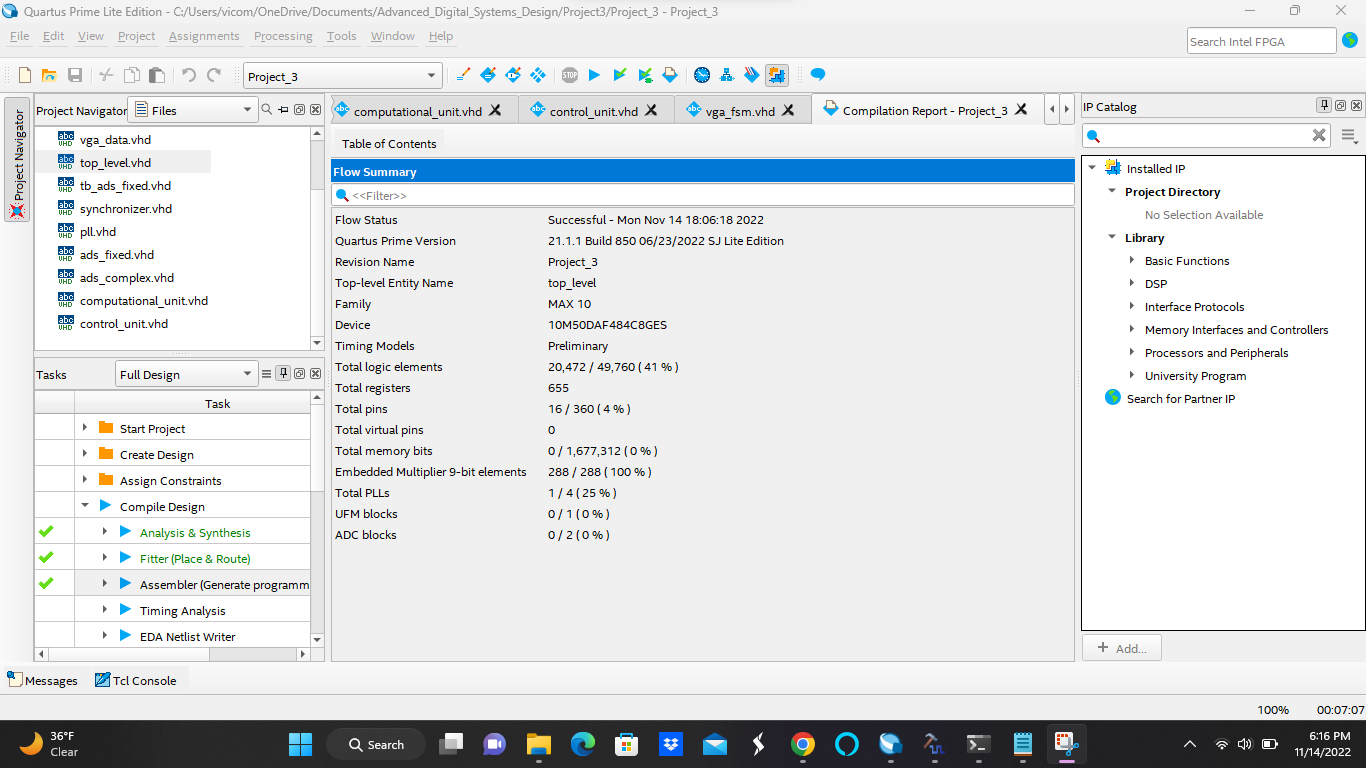 Quartus Prime Lite Edition - C:/Users/vicom/OneDrive/Documents/Advanced_Digital_Systems_Design/Project3/Project_3 - Project_3
File Edit View Project Assignments Processing Tools Window Help
Search Intel FPGA
Project_3
Project Navigator
Project Navigator Files
vga_data.vhd
top_level.vhd
tb_ads_fixed.vhd
synchronizer.vhd
pll.vhd
ads_fixed.vhd
ads_complex.vhd
computational_unit.vhd
control_unit.vhd
Tasks Full Design
Task
Start Project
Create Design
Assign Constraints
Compile Design
Analysis & Synthesis
Fitter (Place & Route)
Assembler (Generate programm
Timing Analysis
EDA Netlist Writer
computational_unit.vhd control_unit.vhd vga_fsm.vhd Compilation Report - Project_3
Table of Contents
Flow Summary
<<Filter>>
Flow Status Successful - Mon Nov 14 18:06:18 2022
Quartus Prime Version 21.1.1 Build 850 06/23/2022 SJ Lite Edition
Revision Name Project_3
Top-level Entity Name top_level
Family MAX 10
Device 10M50DAF484C8GES
Timing Models Preliminary
Total logic elements 20,472 / 49,760 ( 41 % )
Total registers 655
Total pins 16 / 360 ( 4 % )
Total virtual pins 0
Total memory bits 0 / 1,677,312 ( 0 % )
Embedded Multiplier 9-bit elements 288 / 288 ( 100 % )
Total PLLs 1 / 4 ( 25 % )
UFM blocks 0 / 1 ( 0 % )
ADC blocks 0 / 2 ( 0 % )
IP Catalog
Installed IP
Project Directory
No Selection Available
Library
Basic Functions
DSP
Interface Protocols
Memory Interfaces and Controllers
Processors and Peripherals
University Program
Search for Partner IP
+ Add...
Messages Tcl Console
100% 00:07:07
36°F
Clear
Search
6:16 PM
11/14/2022